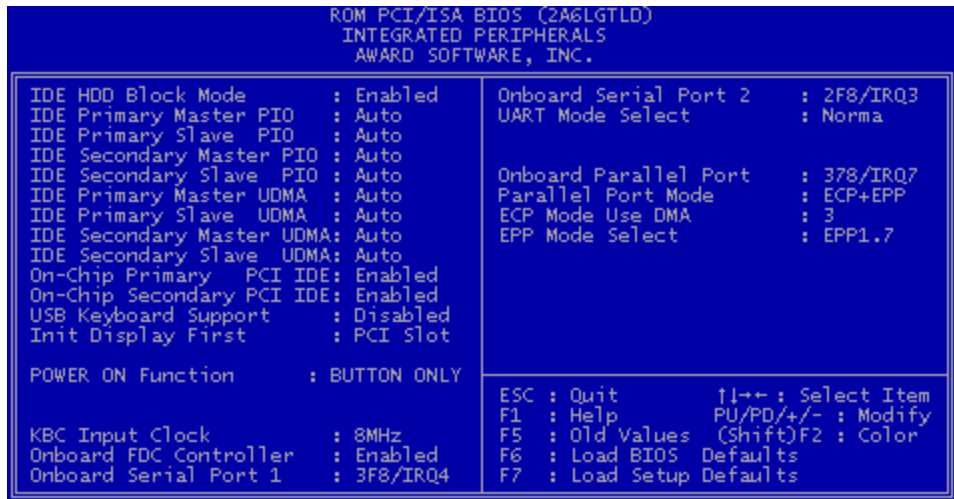 ROM PCI/ISA BIOS (2A6LGTLD)
INTEGRATED PERIPHERALS
AWARD SOFTWARE, INC.
IDE HDD Block Mode : Enabled
IDE Primary Master PIO : Auto
IDE Primary Slave PIO : Auto
IDE Secondary Master PIO : Auto
IDE Secondary Slave PIO : Auto
IDE Primary Master UDMA : Auto
IDE Primary Slave UDMA : Auto
IDE Secondary Master UDMA: Auto
IDE Secondary Slave UDMA: Auto
On-Chip Primary PCI IDE: Enabled
On-Chip Secondary PCI IDE: Enabled
USB Keyboard Support : Disabled
Init Display First : PCI Slot
POWER ON Function : BUTTON ONLY
KBC Input Clock : 8MHz
Onboard FDC Controller : Enabled
Onboard Serial Port 1 : 3F8/IRQ4
Onboard Serial Port 2 : 2F8/IRQ3
UART Mode Select : Norma
Onboard Parallel Port : 378/IRQ7
Parallel Port Mode : ECP+EPP
ECP Mode Use DMA : 3
EPP Mode Select : EPP1.7
ESC : Quit ↑↓→← : Select Item
F1 : Help PU/PD/+/- : Modify
F5 : Old Values (Shift)F2 : Color
F6 : Load BIOS Defaults
F7 : Load Setup Defaults